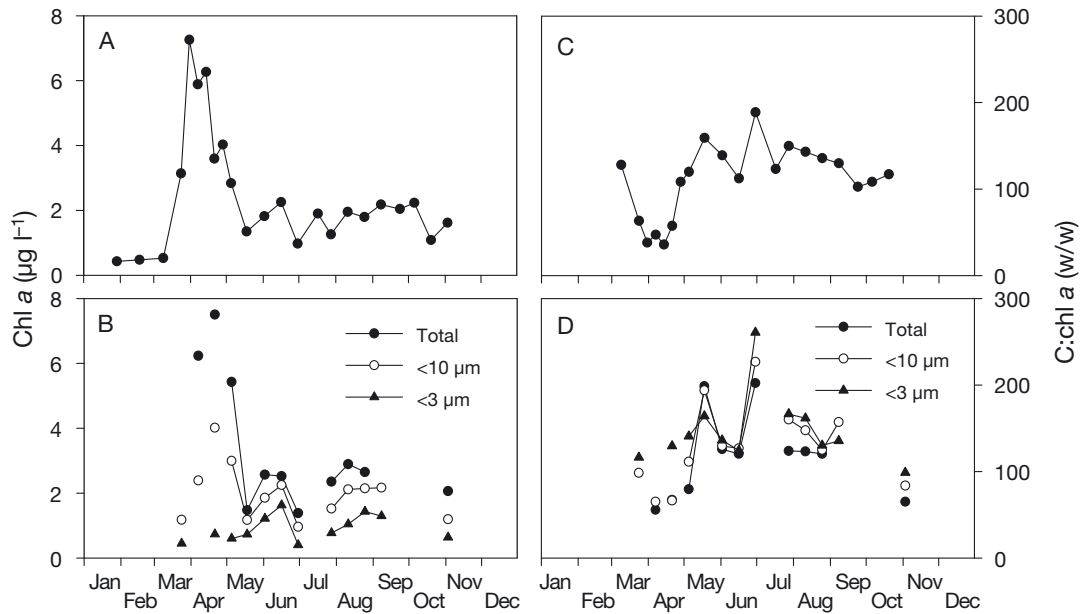 8
6
4
2
0
A
C
300
200
100
0
Chl a (µg l⁻¹)
C:chl a (w/w)
8
6
4
2
0
B
Total
<10 µm
<3 µm
D
Total
<10 µm
<3 µm
300
200
100
0
Jan Mar May Jul Sep Nov
Feb Apr Jun Aug Oct Dec
Jan Mar May Jul Sep Nov
Feb Apr Jun Aug Oct Dec